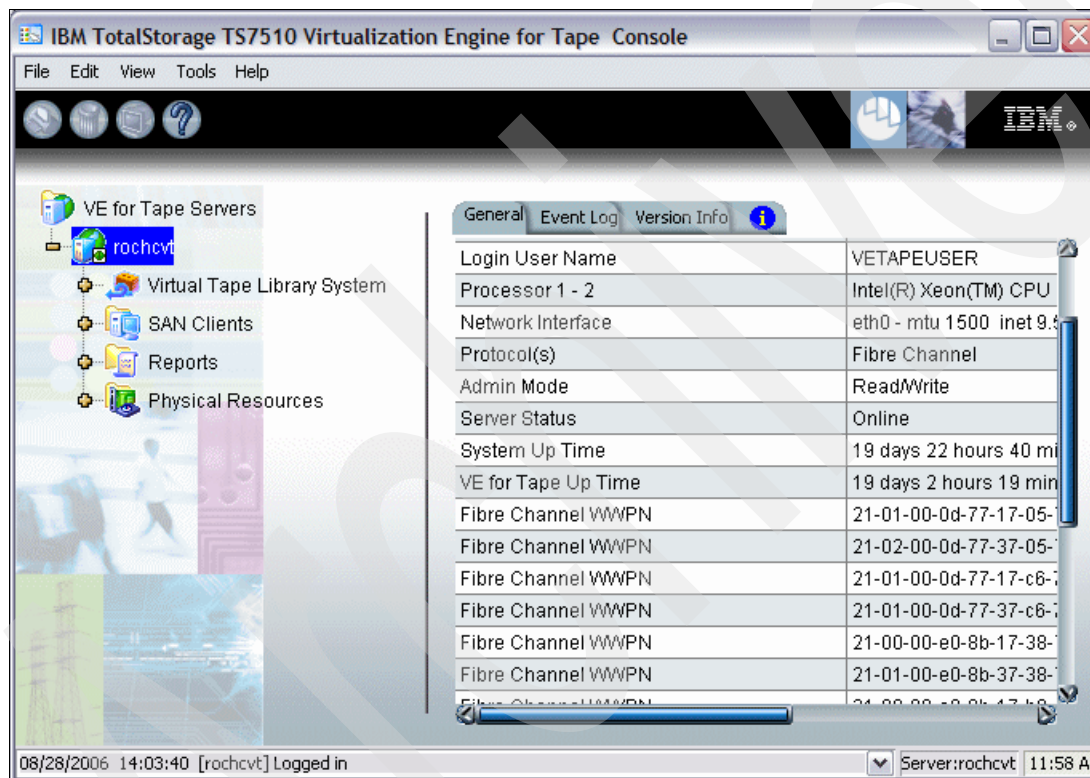 IBM TotalStorage TS7510 Virtualization Engine for Tape Console
File Edit View Tools Help
IBM®
VE for Tape Servers
rochcvt
Virtual Tape Library System
SAN Clients
Reports
Physical Resources
General Event Log Version Info
Login User Name VETAPEUSER
Processor 1 - 2 Intel(R) Xeon(TM) CPU
Network Interface eth0 - mtu 1500 inet 9.
Protocol(s) Fibre Channel
Admin Mode Read/Write
Server Status Online
System Up Time 19 days 22 hours 40 mi
VE for Tape Up Time 19 days 2 hours 19 min
Fibre Channel WWPN 21-01-00-0d-77-17-05-
Fibre Channel WWPN 21-02-00-0d-77-37-05-
Fibre Channel WWPN 21-01-00-0d-77-17-c6-
Fibre Channel WWPN 21-01-00-0d-77-37-c6-
Fibre Channel WWPN 21-00-00-e0-8b-17-38-
Fibre Channel WWPN 21-01-00-e0-8b-37-38-
Fibre Channel WWPN
08/28/2006 14:03:40 [rochcvt] Logged in
Server:rochcvt 11:58 A